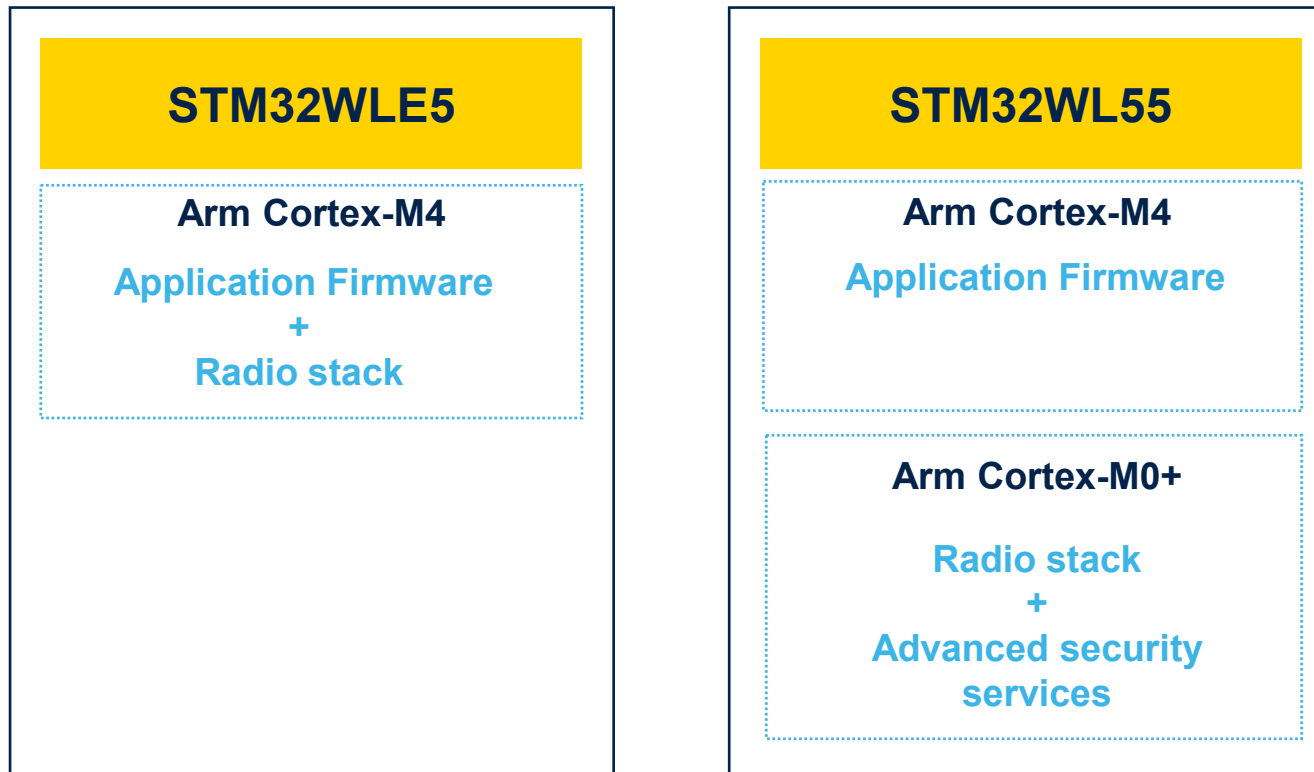 STM32WLE5
Arm Cortex-M4
Application Firmware
+
Radio stack
STM32WL55
Arm Cortex-M4
Application Firmware
Arm Cortex-M0+
Radio stack
+
Advanced security
services